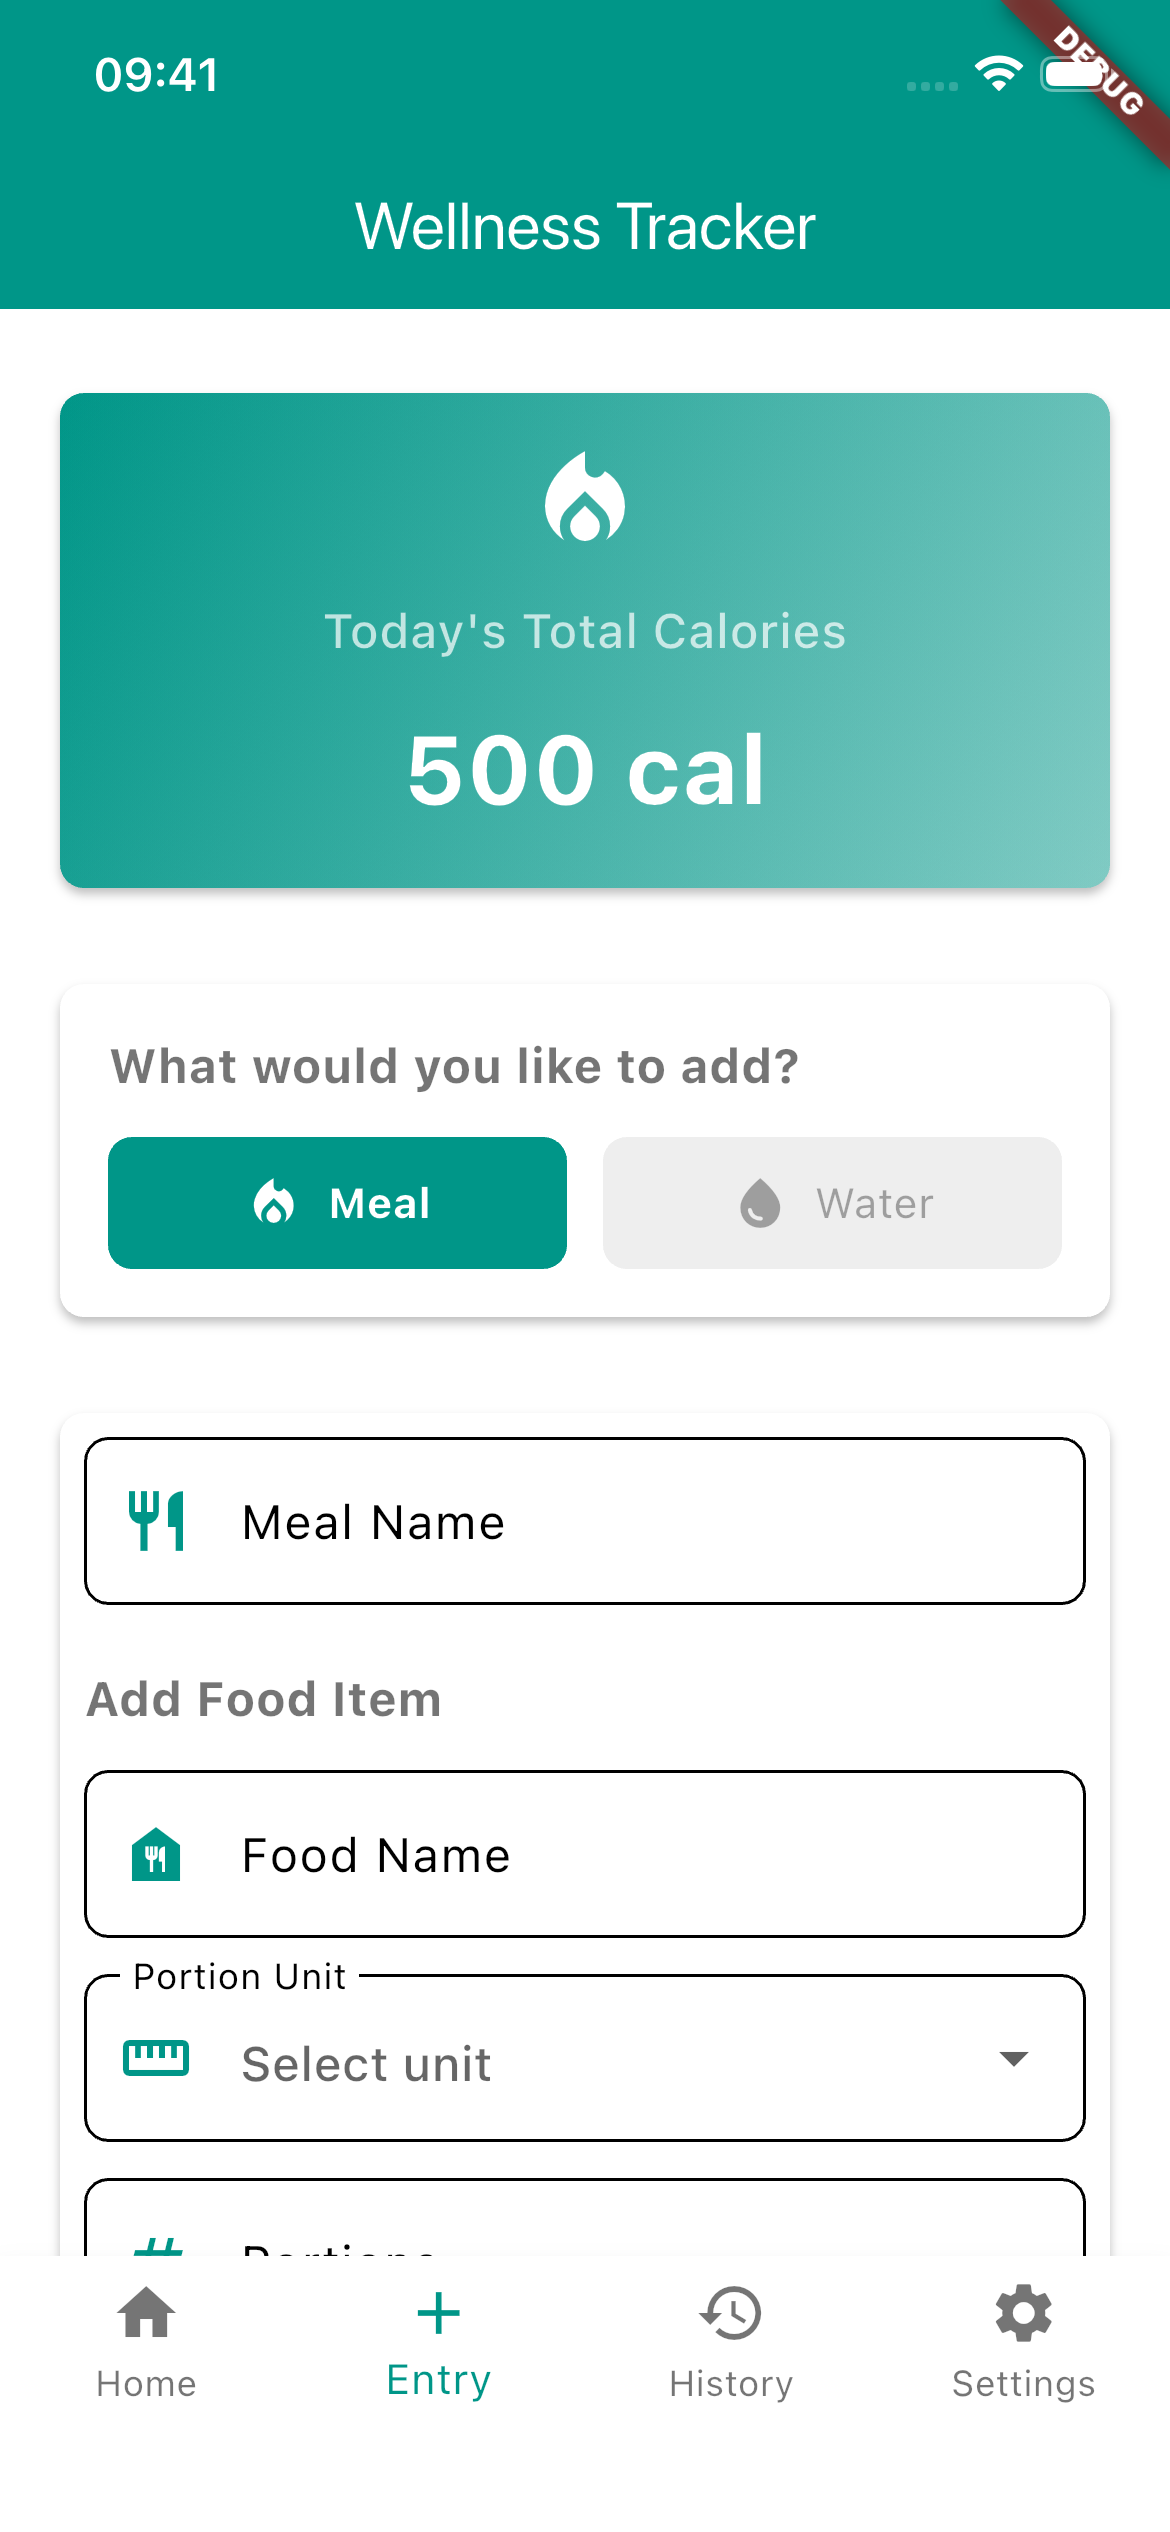 09:41
DEBUG
Wellness Tracker
Today's Total Calories
500 cal
What would you like to add?
Meal
Water
Meal Name
Add Food Item
Food Name
Portion Unit
Select unit
Portions
Home
Entry
History
Settings